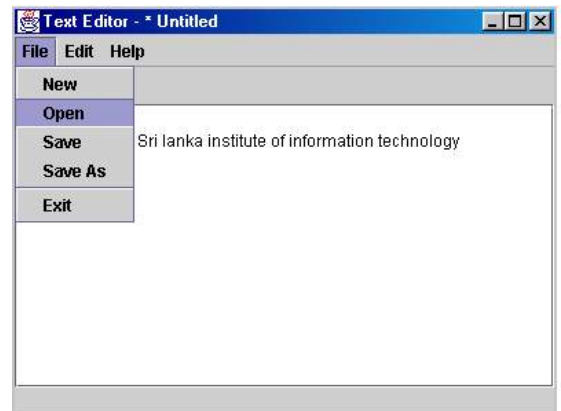 Text Editor - * Untitled
File Edit Help
New
Open
Save
Sri lanka institute of information technology
Save As
Exit